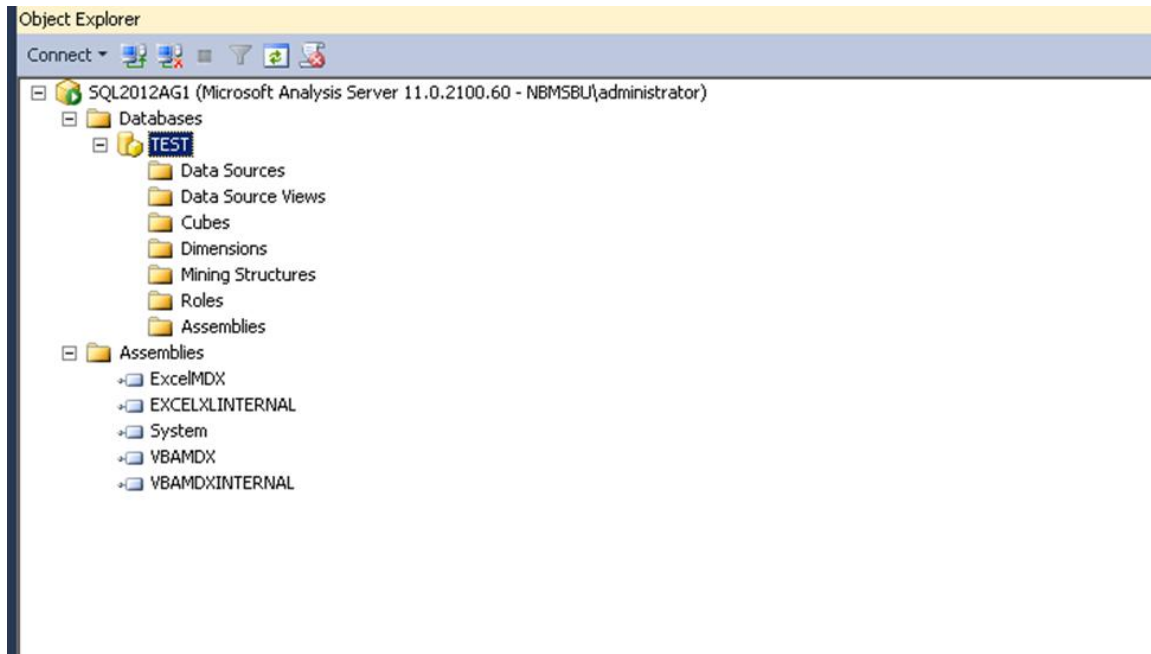 Object Explorer
Connect
SQL2012AG1 (Microsoft Analysis Server 11.0.2100.60 - NBMSBU\administrator)
Databases
TEST
Data Sources
Data Source Views
Cubes
Dimensions
Mining Structures
Roles
Assemblies
Assemblies
ExcelMDX
EXCELXLINTERNAL
System
VBAMDX
VBAMDXINTERNAL